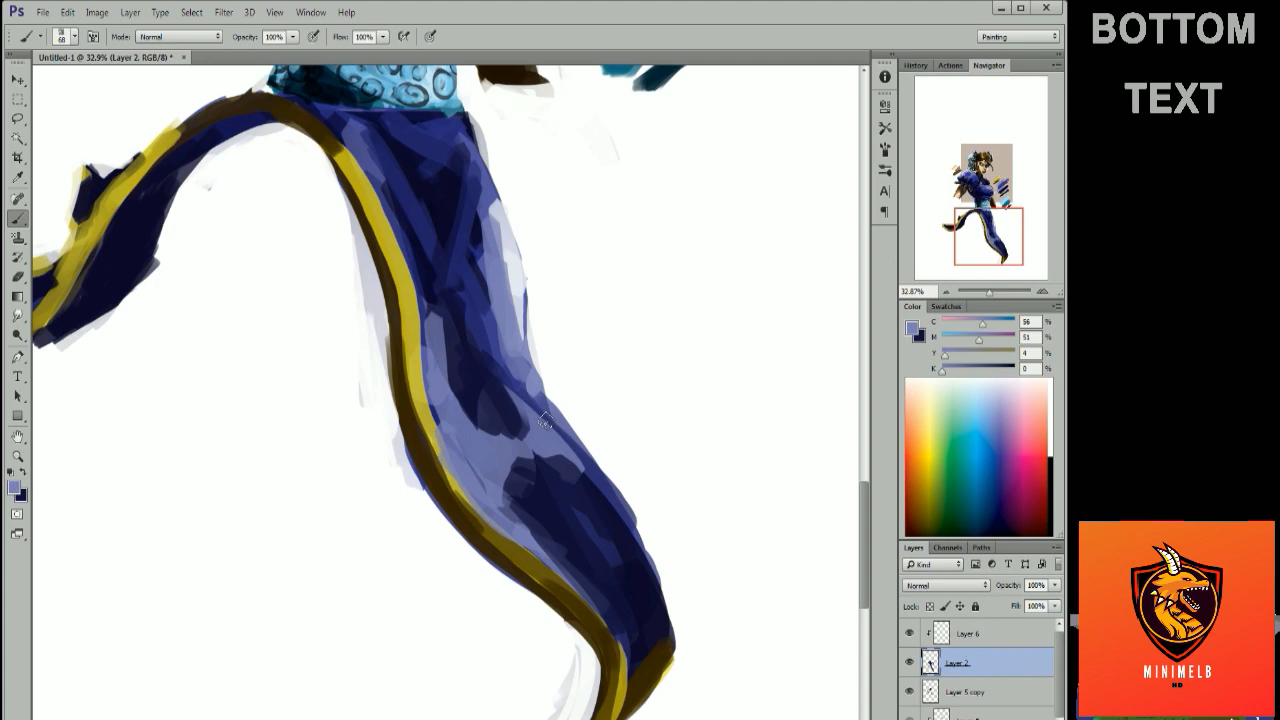 Ps File Edit Image Layer Type Select Filter 3D View Window Help
68 Mode: Normal Opacity: 100% Flow: 100% Painting
Untitled-1 @ 32.9% (Layer 2, RGB/8) * ×
History Actions Navigator
32.87%
Color Swatches
C 56 %
M 51 %
Y 4 %
K 0 %
Layers Channels Paths
Kind
Normal Opacity: 100%
Lock: Fill: 100%
Layer 6
Layer 2
Layer 5 copy
BOTTOM
TEXT
MINIMELB
HD